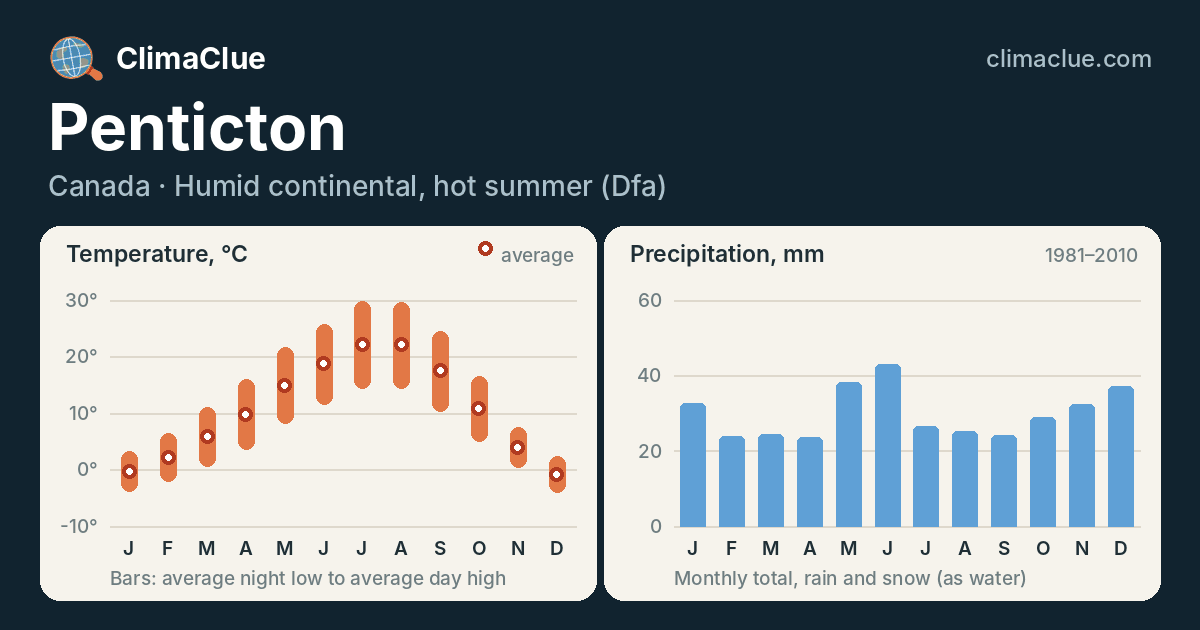 ClimaClue
climaclue.com
Penticton
Canada · Humid continental, hot summer (Dfa)
Temperature, °C
average
30°
20°
10°
0°
-10°
J F M A M J J A S O N D
Bars: average night low to average day high
Precipitation, mm
1981–2010
60
40
20
0
J F M A M J J A S O N D
Monthly total, rain and snow (as water)